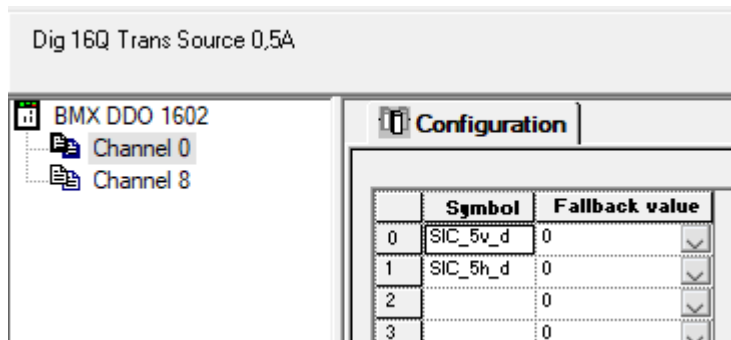 Dig 16Q Trans Source 0,5A
BMX DDO 1602
Channel 0
Channel 8
Configuration
Symbol Fallback value
0 SIC_5v_d 0
1 SIC_5h_d 0
2 0
3 0